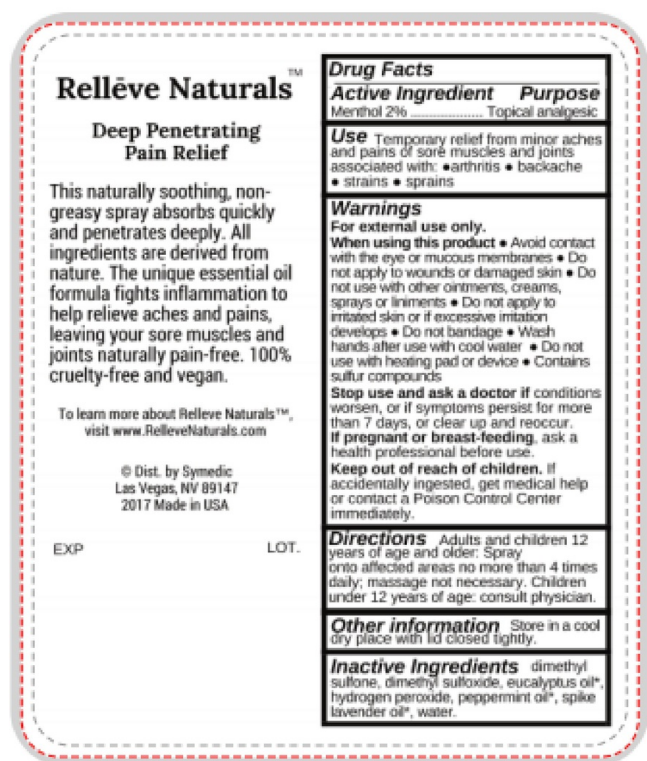 Rellēve Naturals™
Deep Penetrating
Pain Relief
This naturally soothing, non-
greasy spray absorbs quickly
and penetrates deeply. All
ingredients are derived from
nature. The unique essential oil
formula fights inflammation to
help relieve aches and pains,
leaving your sore muscles and
joints naturally pain-free. 100%
cruelty-free and vegan.
To learn more about Relleve Naturals™,
visit www.RelleveNaturals.com
© Dist. by Symedic
Las Vegas, NV 89147
2017 Made in USA
EXP LOT.
Drug Facts
Active Ingredient Purpose
Menthol 2% ................... Topical analgesic
Use Temporary relief from minor aches
and pains of sore muscles and joints
associated with: ●arthritis ● backache
● strains ● sprains
Warnings
For external use only.
When using this product ● Avoid contact
with the eye or mucous membranes ● Do
not apply to wounds or damaged skin ● Do
not use with other ointments, creams,
sprays or liniments ● Do not apply to
irritated skin or if excessive irritation
develops ● Do not bandage ● Wash
hands after use with cool water ● Do not
use with heating pad or device ● Contains
sulfur compounds
Stop use and ask a doctor if conditions
worsen, or if symptoms persist for more
than 7 days, or clear up and reoccur.
If pregnant or breast-feeding, ask a
health professional before use.
Keep out of reach of children. If
accidentally ingested, get medical help
or contact a Poison Control Center
immediately.
Directions Adults and children 12
years of age and older: Spray
onto affected areas no more than 4 times
daily; massage not necessary. Children
under 12 years of age: consult physician.
Other information Store in a cool
dry place with lid closed tightly.
Inactive Ingredients dimethyl
sulfone, dimethyl sulfoxide, eucalyptus oil*,
hydrogen peroxide, peppermint oil*, spike
lavender oil*, water.